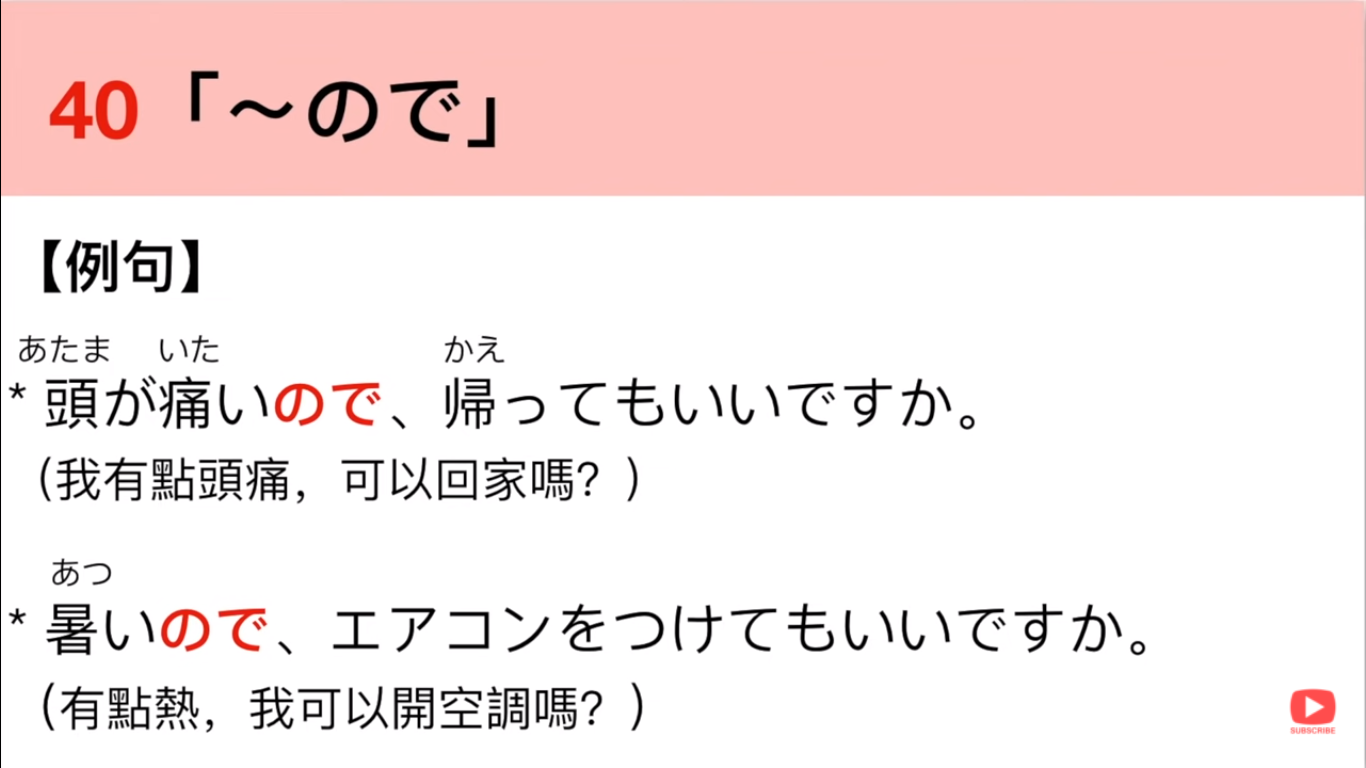 40「〜ので」
【例句】
あたま いた かえ
* 頭が痛いので、帰ってもいいですか。
（我有點頭痛，可以回家嗎？）
あつ
* 暑いので、エアコンをつけてもいいですか。
（有點熱，我可以開空調嗎？）
SUBSCRIBE